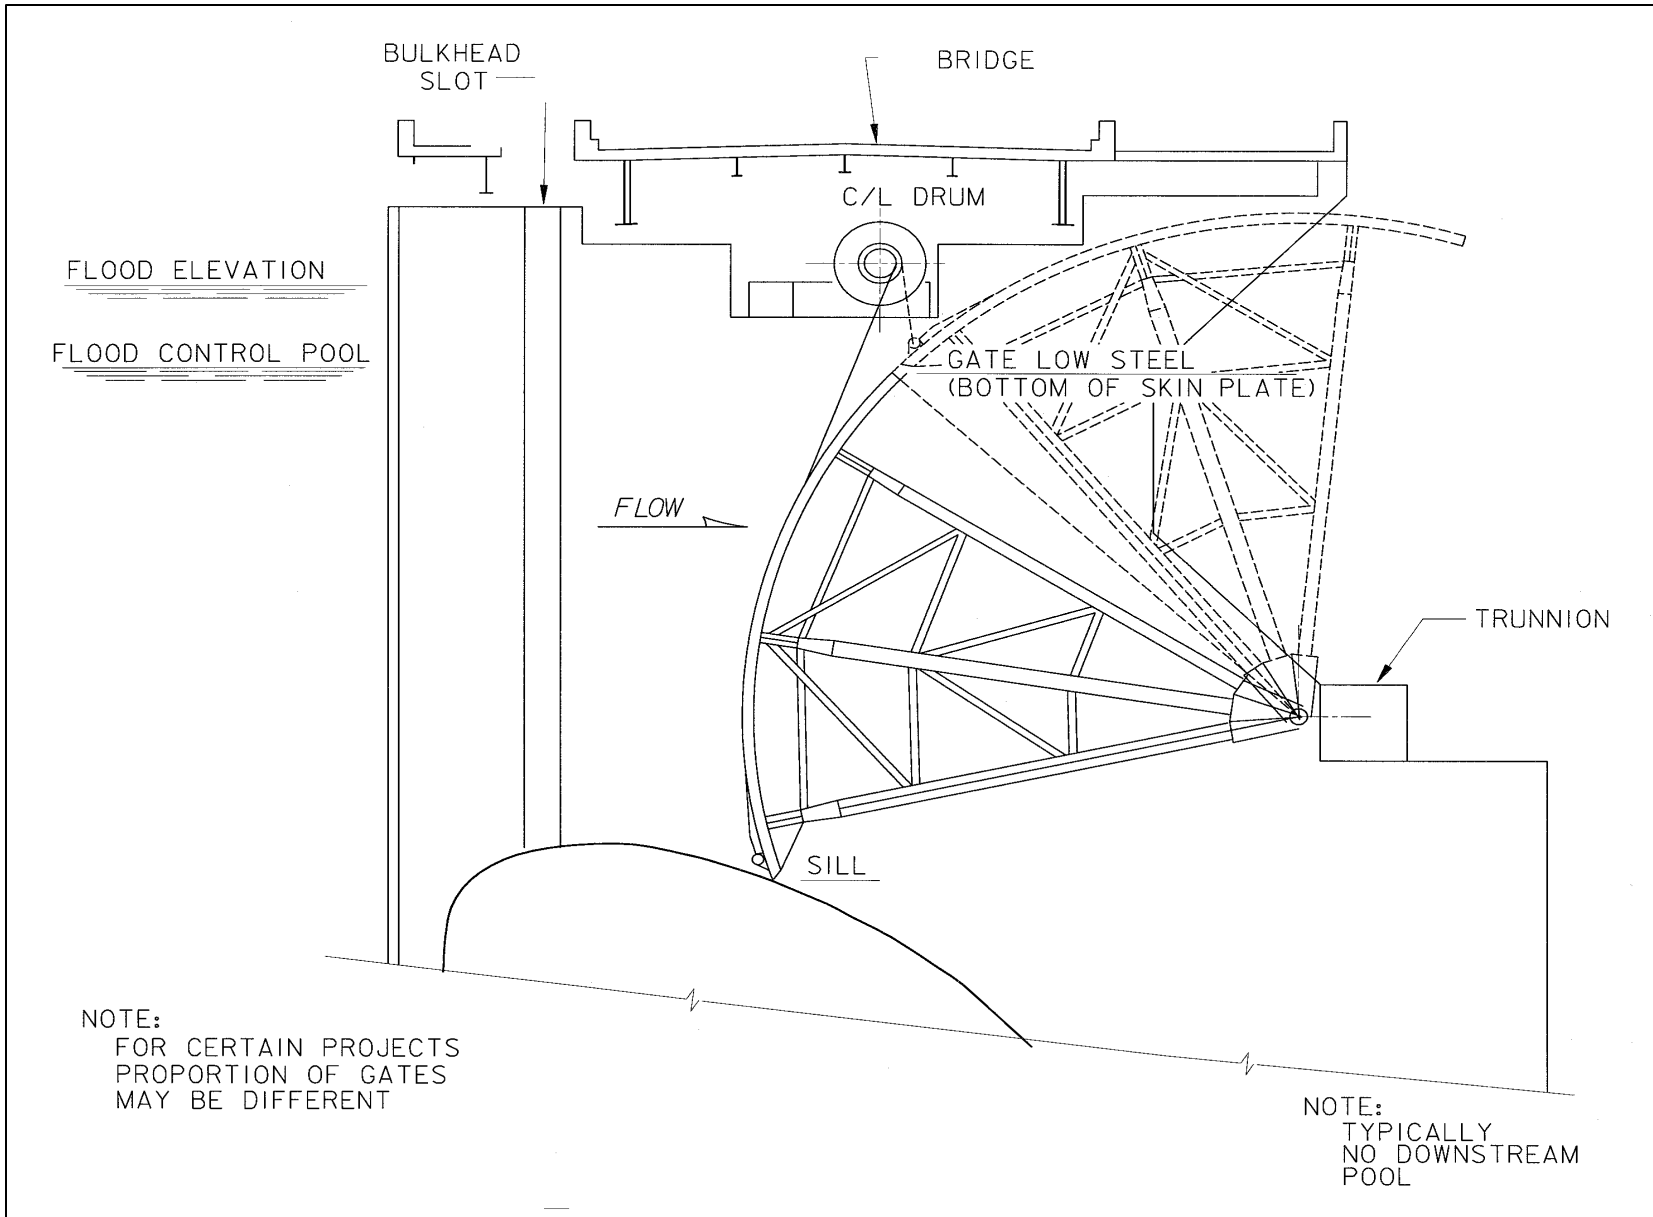 BULKHEAD
SLOT
BRIDGE
C/L DRUM
FLOOD ELEVATION
FLOOD CONTROL POOL
GATE LOW STEEL
(BOTTOM OF SKIN PLATE)
FLOW
TRUNNION
SILL
NOTE:
FOR CERTAIN PROJECTS
PROPORTION OF GATES
MAY BE DIFFERENT
NOTE:
TYPICALLY
NO DOWNSTREAM
POOL